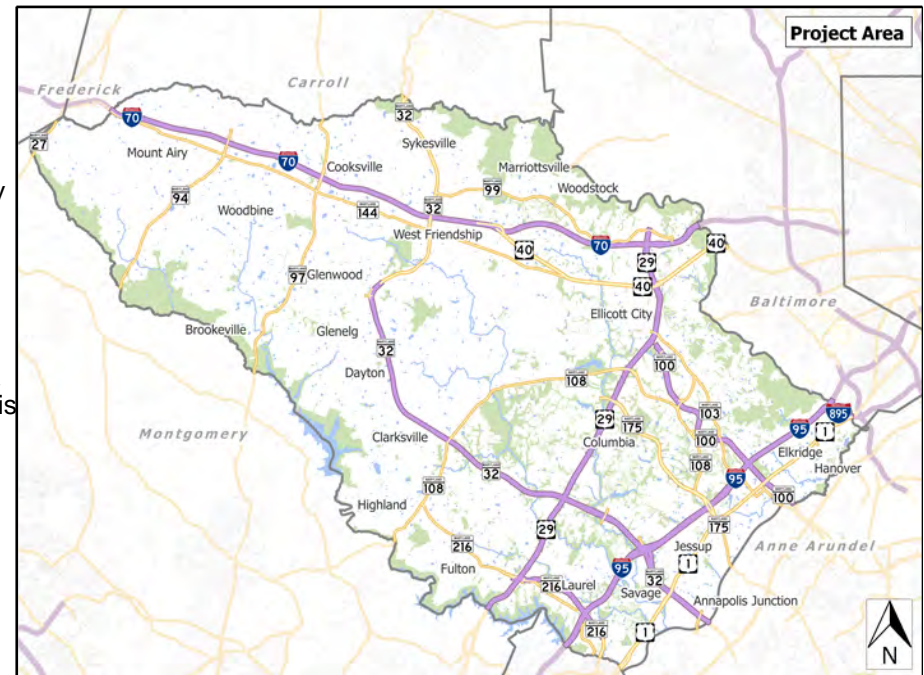 Project Area
Carroll
Frederick
32
70
27
Mount Airy
70
Cooksville
Sykesville
Marriottsville
99
Woodstock
94
Woodbine
144
32
West Friendship
40
70
29
40
97
Glenwood
40
Baltimore
Ellicott City
Brookeville
Glenelg
32
Dayton
100
108
is
29
175
103
95
895
1
Montgomery
Clarksville
Columbia
100
Elkridge
Hanover
32
108
95
108
100
Highland
29
175
216
Jessup
Anne Arundel
Fulton
95
1
216
Laurel
32
Savage
Annapolis Junction
216
1
N